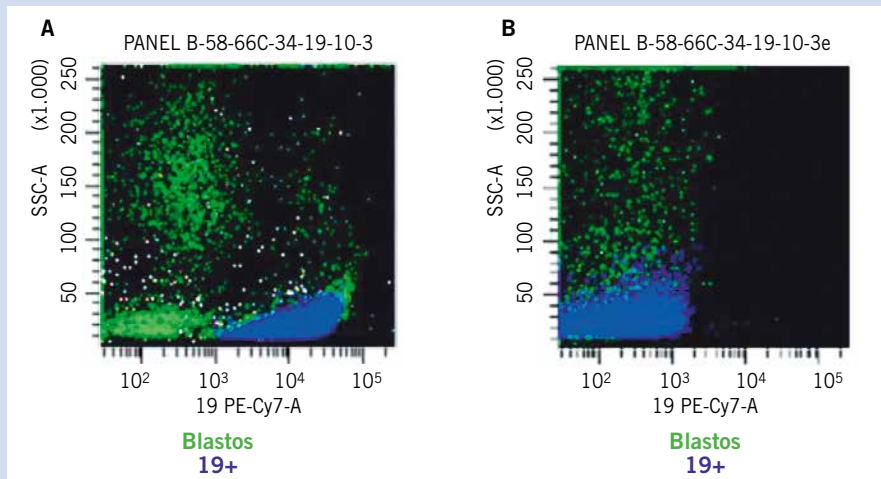 A
PANEL B-58-66C-34-19-10-3
SSC-A (x1.000)
250
200
150
100
50
10²
10³
10⁴
10⁵
19 PE-Cy7-A
Blastos
19+
B
PANEL B-58-66C-34-19-10-3e
SSC-A (x1.000)
250
200
150
100
50
10²
10³
10⁴
10⁵
19 PE-Cy7-A
Blastos
19+